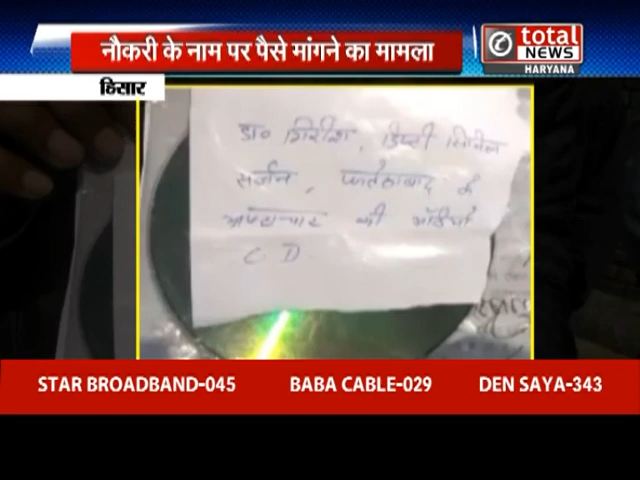 नौकरी के नाम पर पैसे मांगने का मामला
total
NEWS
HARYANA
हिसार
डा० गिरीश, डिप्टी सिविल
सर्जन, फतेहाबाद के
भ्रष्टाचार की ऑडियो
C D
STAR BROADBAND-045 BABA CABLE-029 DEN SAYA-343